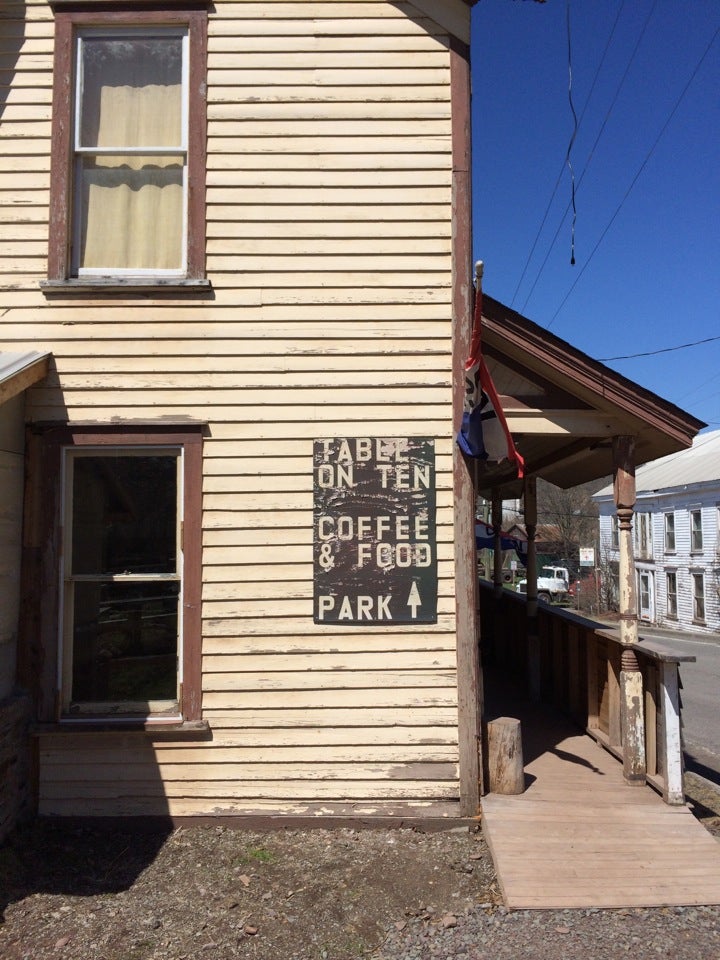 TABLE
ON TEN
COFFEE
& FOOD
PARK